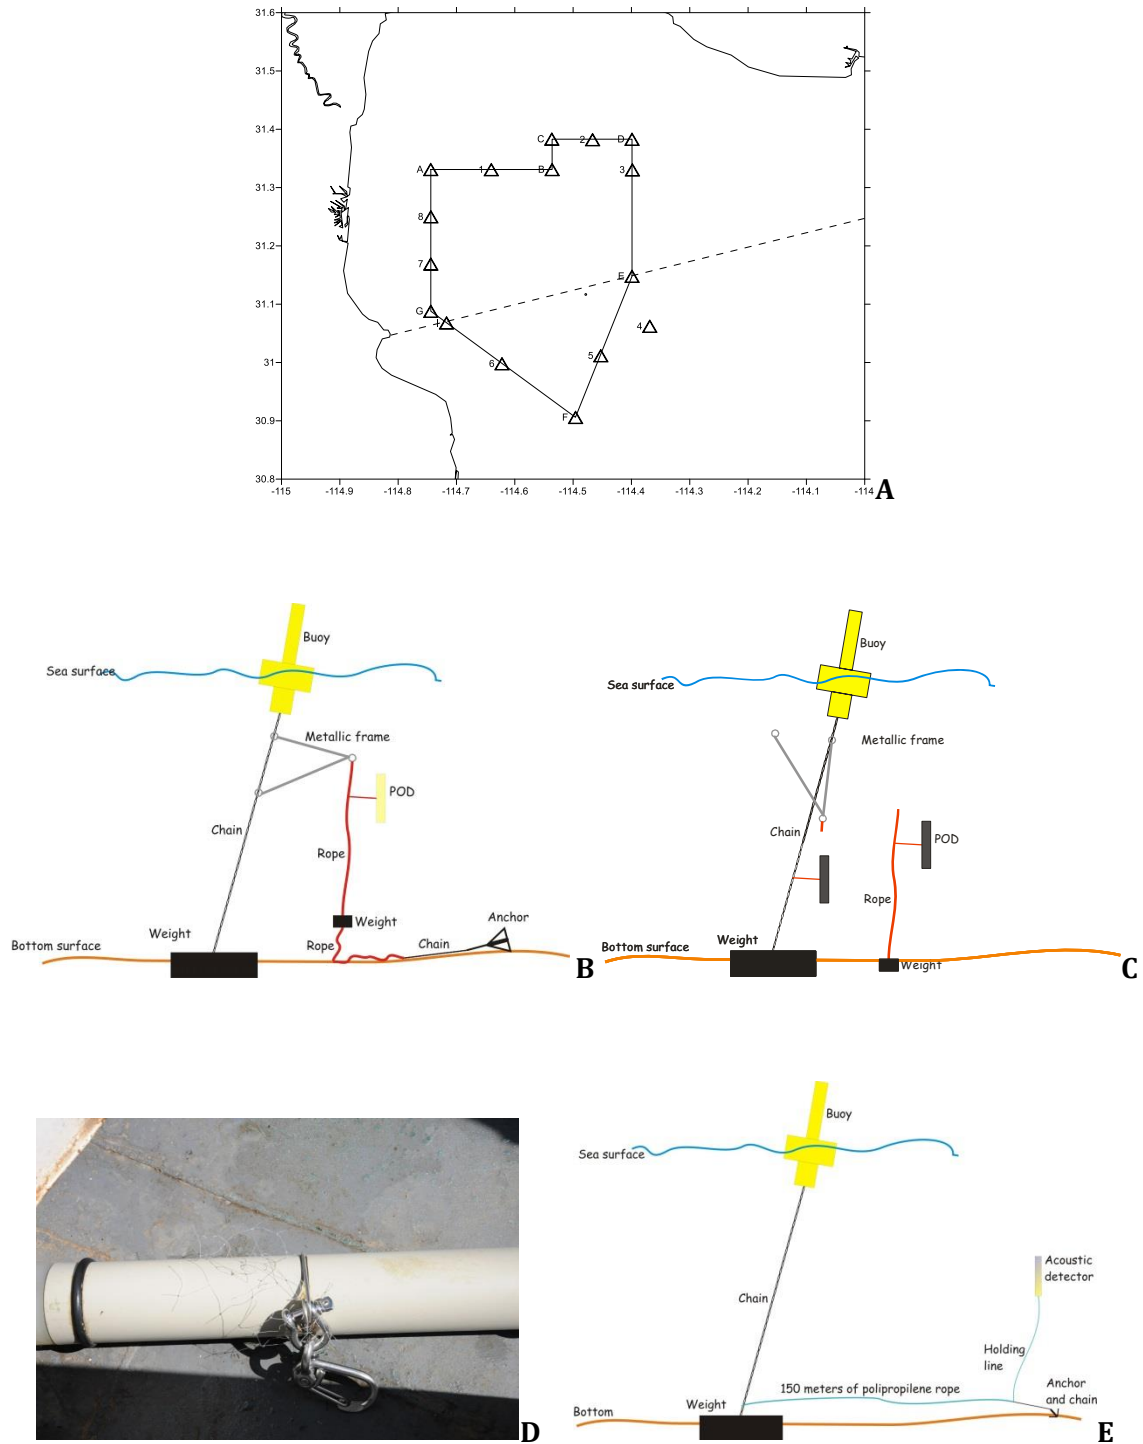 31.6
31.5
31.4
31.3
31.2
31.1
31
30.9
30.8
C 2 D
A 1 B 3
8
7
E
G
4
5
6
F
-115 -114.9 -114.8 -114.7 -114.6 -114.5 -114.4 -114.3 -114.2 -114.1 -114
A
Buoy
Sea surface
Metallic frame
POD
Chain
Rope
Weight
Anchor
Weight
Rope
Chain
Bottom surface
B
Sea surface
Metallic frame
Chain
POD
Rope
Weight
Bottom surface
Weight
C
D
Buoy
Sea surface
Acoustic
detector
Chain
Holding
line
150 meters of polipropilene rope
Anchor
and chain
Weight
Bottom
E